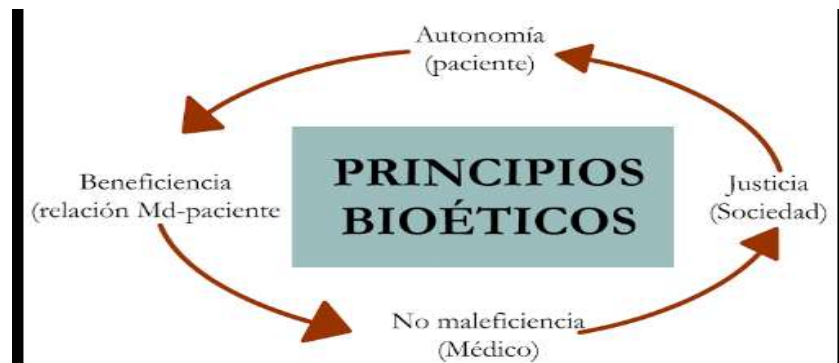 Autonomía
(paciente)
Beneficiencia
(relación Md-paciente
PRINCIPIOS
BIOÉTICOS
Justicia
(Sociedad)
No maleficiencia
(Médico)